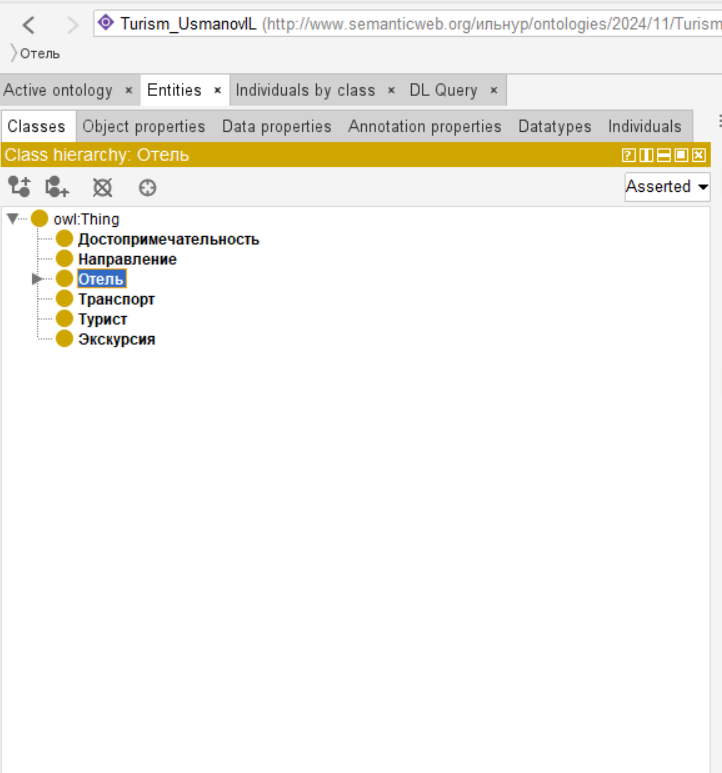 Turism_UsmanovIL (http://www.semanticweb.org/ильнур/ontologies/2024/11/Turism
Отель
Active ontology × Entities × Individuals by class × DL Query ×
Classes Object properties Data properties Annotation properties Datatypes Individuals
Class hierarchy: Отель
Asserted
owl:Thing
Достопримечательность
Направление
Отель
Транспорт
Турист
Экскурсия